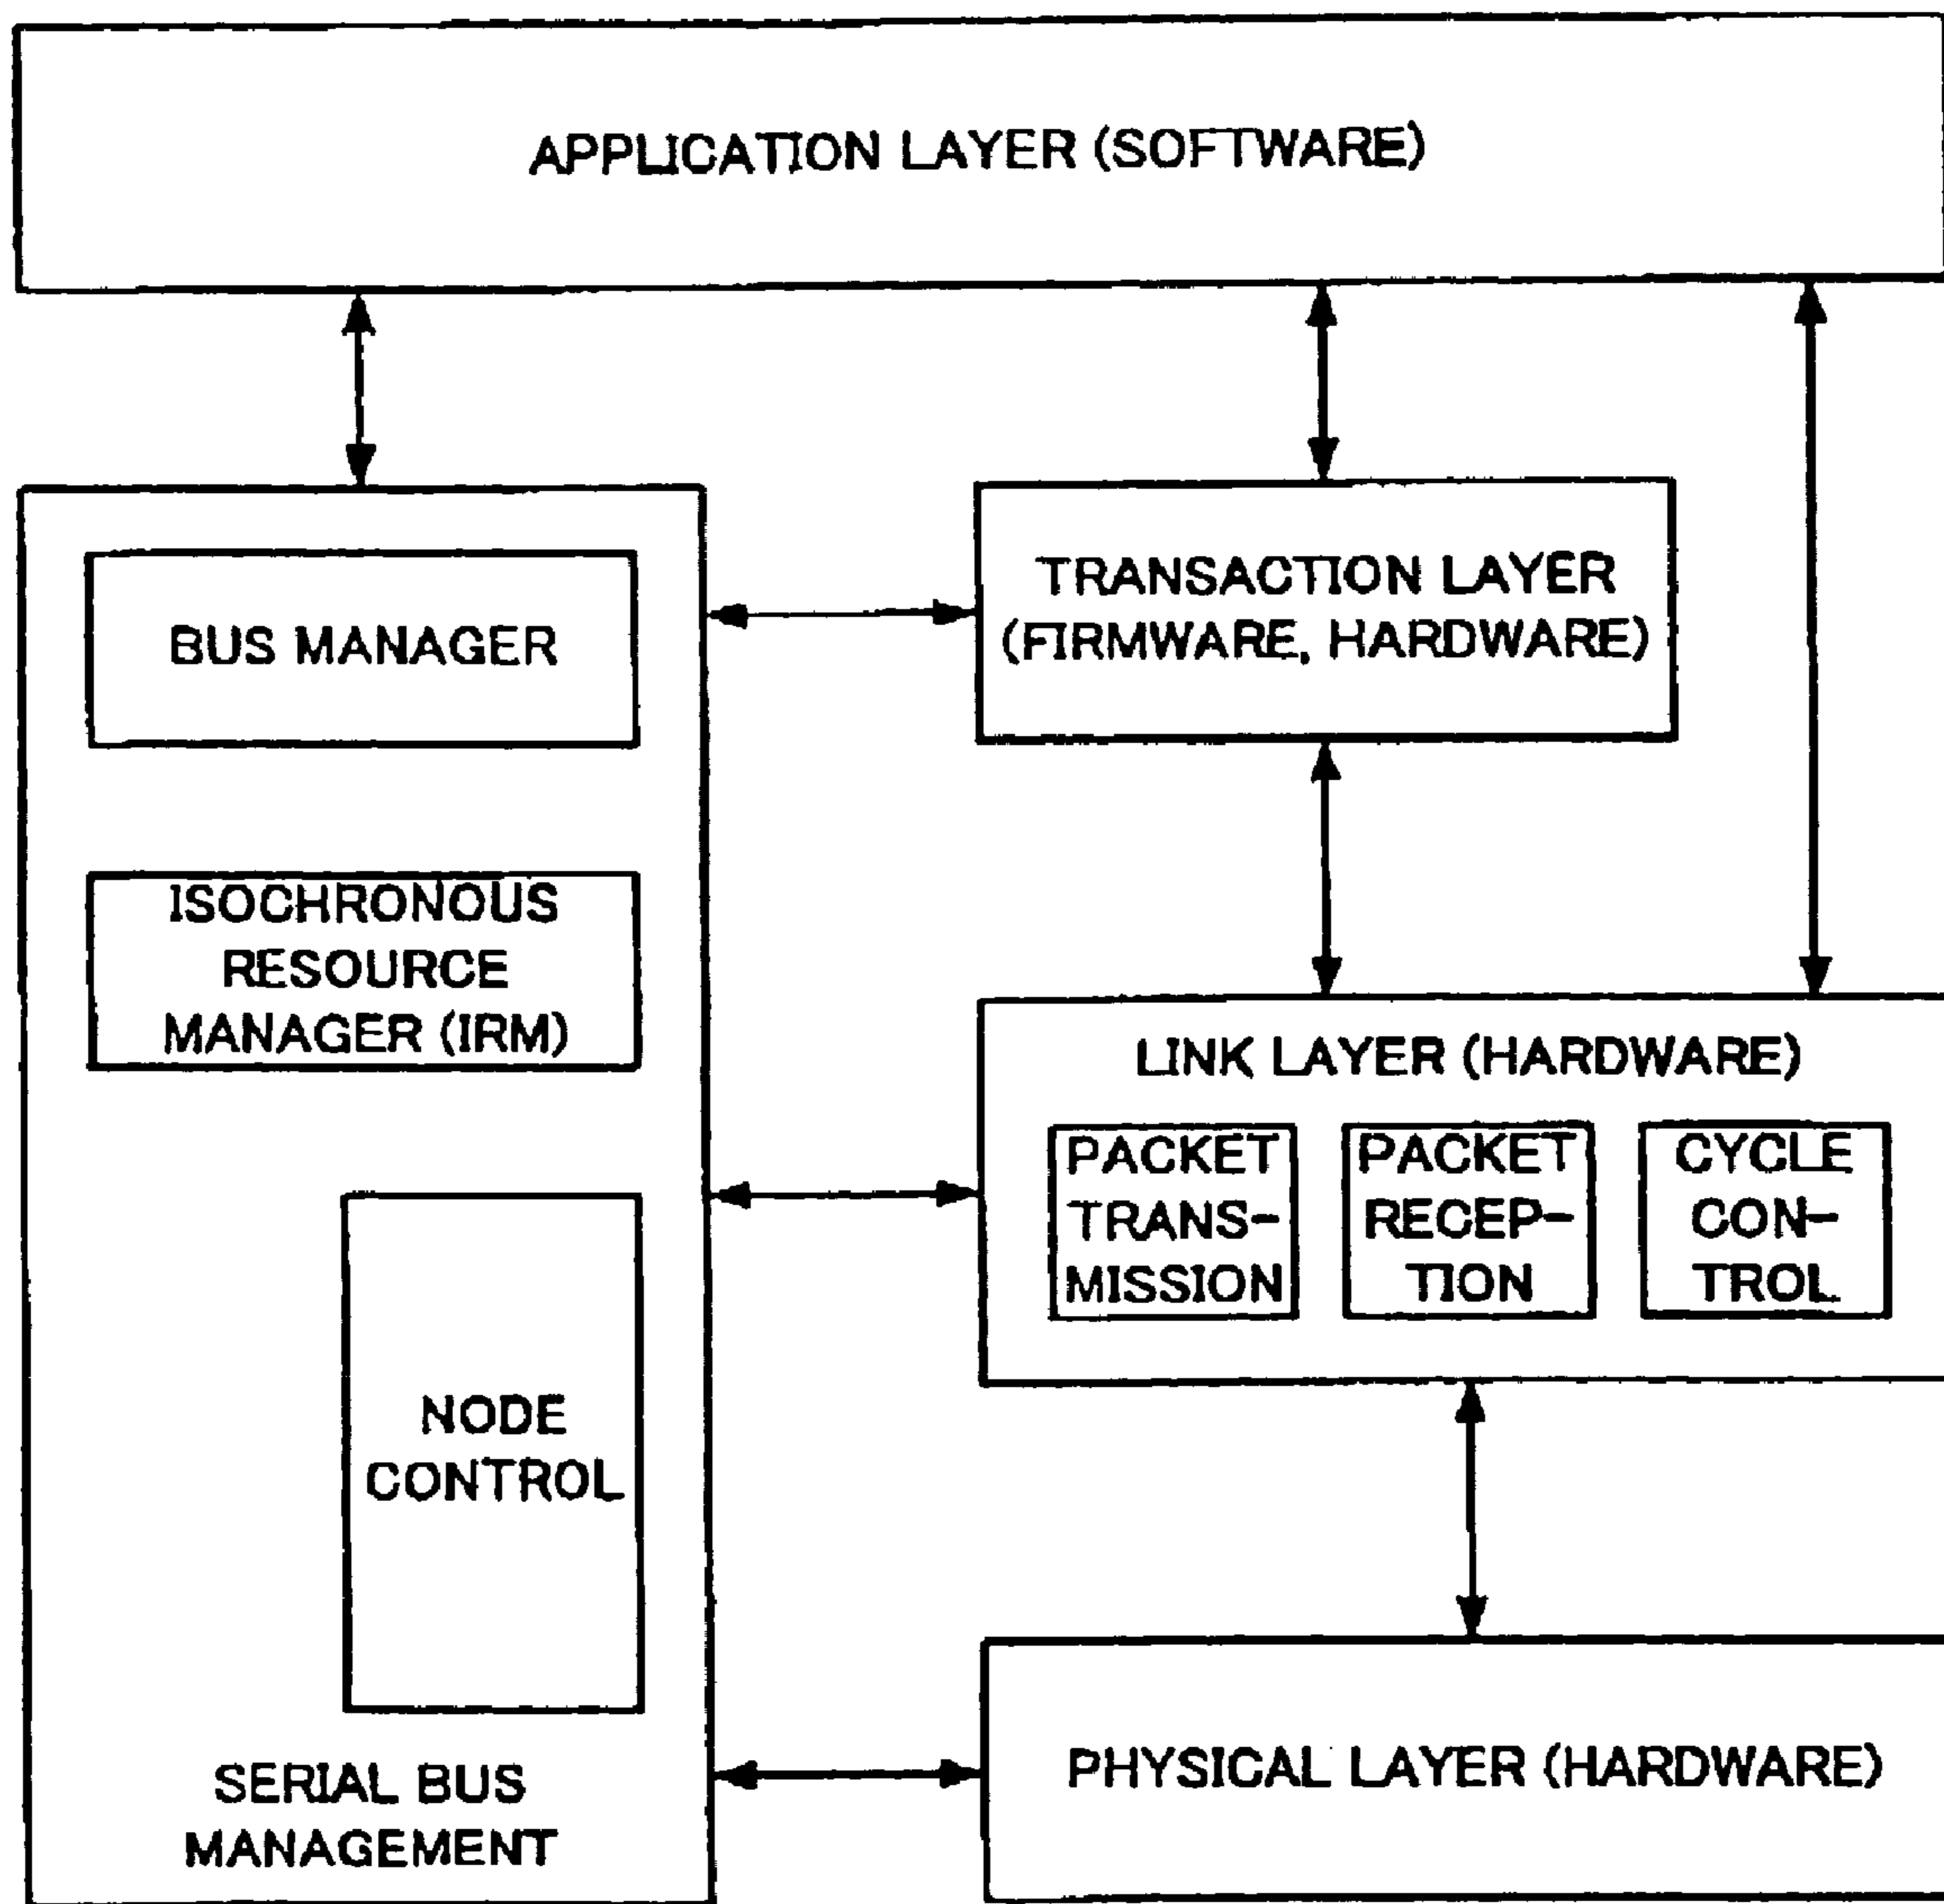 APPLICATION LAYER (SOFTWARE)
BUS MANAGER
ISOCHRONOUS
RESOURCE
MANAGER (IRM)
NODE
CONTROL
SERIAL BUS
MANAGEMENT
TRANSACTION LAYER
(FIRMWARE, HARDWARE)
LINK LAYER (HARDWARE)
PACKET
TRANS-
MISSION
PACKET
RECEP-
TION
CYCLE
CON-
TROL
PHYSICAL LAYER (HARDWARE)